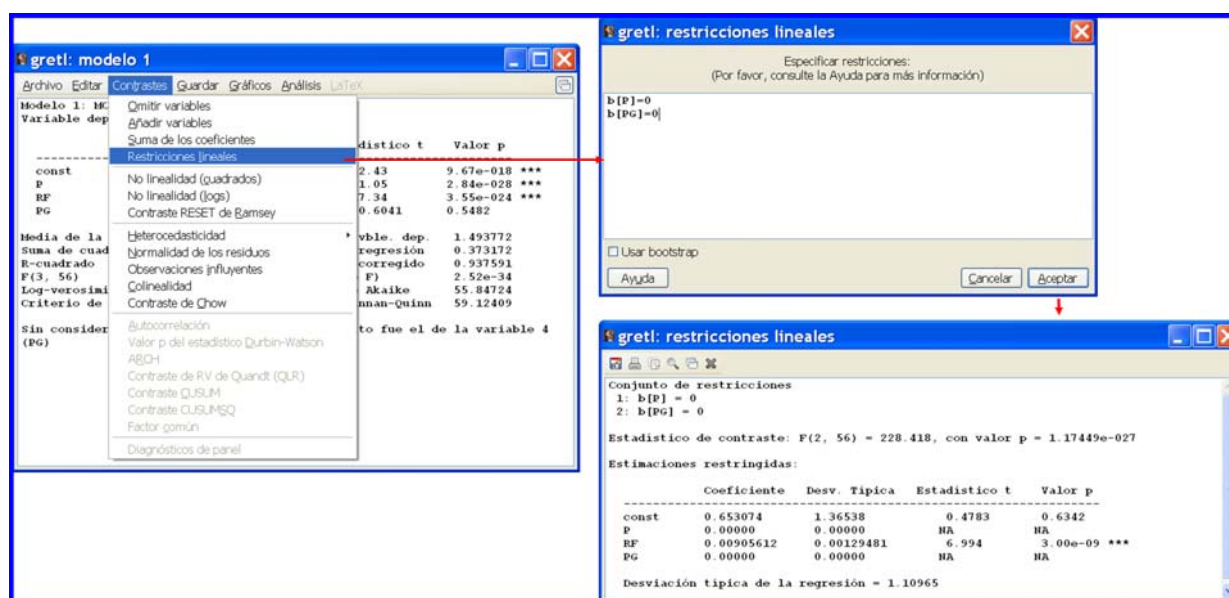 gretl: modelo 1
Archivo Editar Contrastes Guardar Gráficos Análisis LaTeX
Modelo 1: MC
Variable dep
distico t Valor p
const 2.43 9.67e-018 ***
P 1.05 2.84e-028 ***
RF 7.34 3.55e-024 ***
PG 0.6041 0.5482
Media de la vble. dep. 1.493772
Suma de cuad regresión 0.373172
R-cuadrado corregido 0.937591
F(3, 56) F) 2.52e-34
Log-verosimi Akaike 55.84724
Criterio de nnan-Quinn 59.12409
Sin consider to fue el de la variable 4
(PG)
Omitir variables
Añadir variables
Suma de los coeficientes
Restricciones lineales
No linealidad (cuadrados)
No linealidad (logs)
Contraste RESET de Ramsey
Heterocedasticidad
Normalidad de los residuos
Observaciones influyentes
Colinealidad
Contraste de Chow
Autocorrelación
Valor p del estadístico Durbin-Watson
ARCH
Contraste de RV de Quandt (QLR)
Contraste CUSUM
Contraste CUSUMSQ
Factor común
Diagnósticos de panel
gretl: restricciones lineales
Especificar restricciones:
(Por favor, consulte la Ayuda para más información)
b[P]=0
b[PG]=0
Usar bootstrap
Ayuda Cancelar Aceptar
gretl: restricciones lineales
Conjunto de restricciones
1: b[P] = 0
2: b[PG] = 0
Estadístico de contraste: F(2, 56) = 228.418, con valor p = 1.17449e-027
Estimaciones restringidas:
Coeficiente Desv. Típica Estadístico t Valor p
const 0.653074 1.36538 0.4783 0.6342
P 0.00000 0.00000 NA NA
RF 0.00905612 0.00129481 6.994 3.00e-09 ***
PG 0.00000 0.00000 NA NA
Desviación típica de la regresión = 1.10965